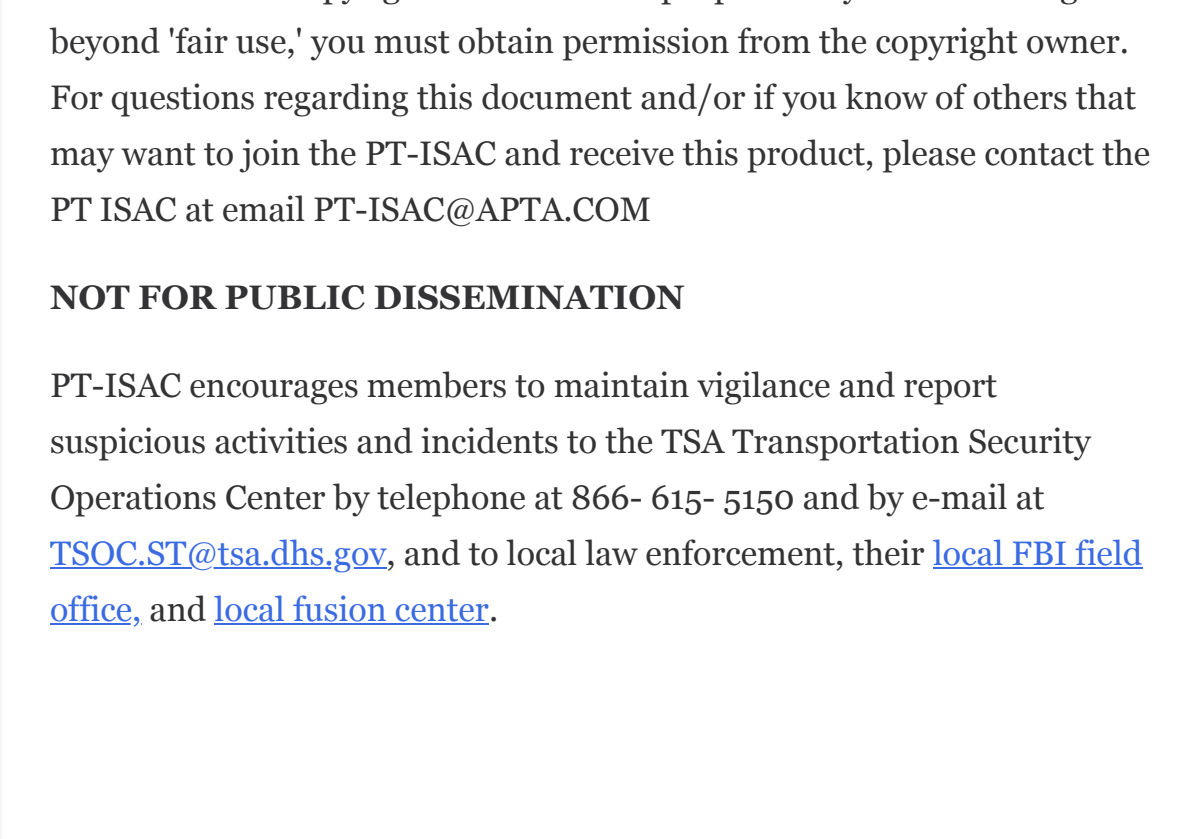 beyond 'fair use,' you must obtain permission from the copyright owner.
For questions regarding this document and/or if you know of others that
may want to join the PT-ISAC and receive this product, please contact the
PT ISAC at email PT-ISAC@APTA.COM
NOT FOR PUBLIC DISSEMINATION
PT-ISAC encourages members to maintain vigilance and report
suspicious activities and incidents to the TSA Transportation Security
Operations Center by telephone at 866- 615- 5150 and by e-mail at
TSOC.ST@tsa.dhs.gov, and to local law enforcement, their local FBI field
office, and local fusion center.